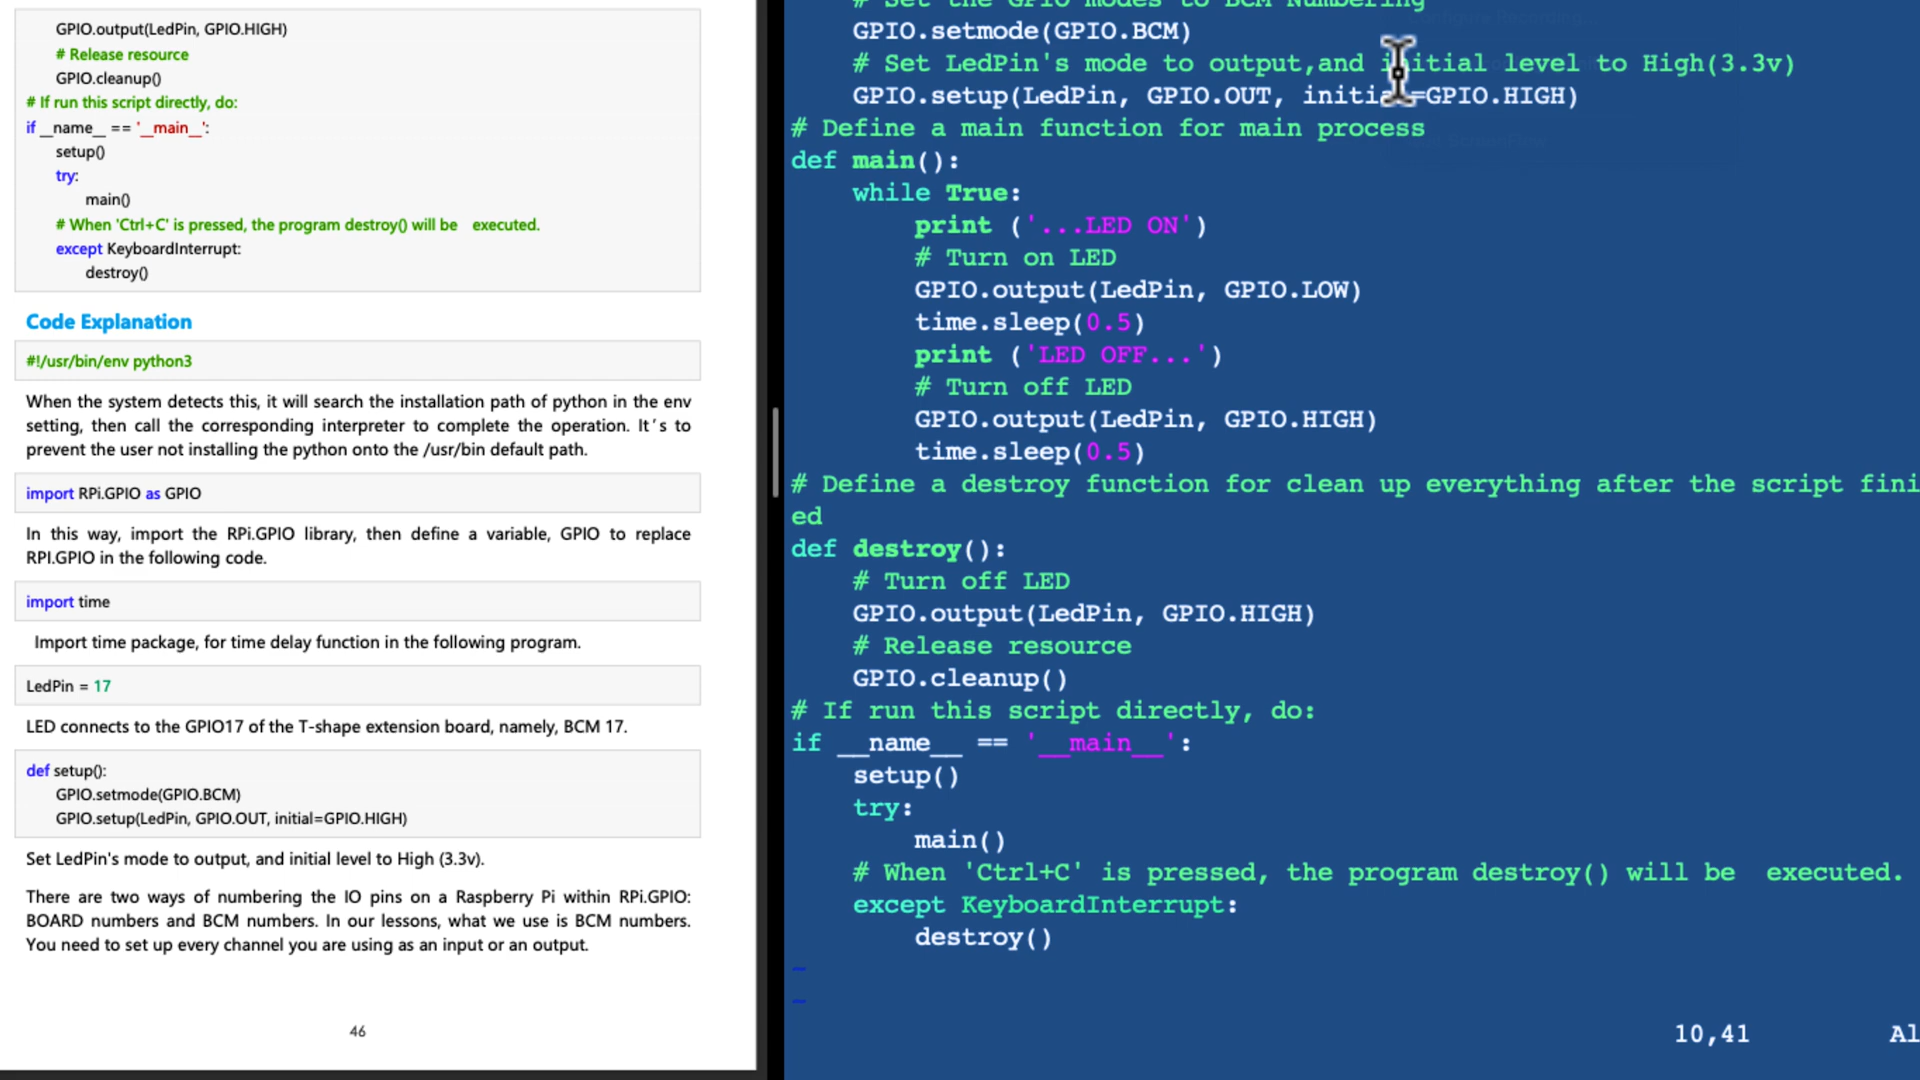 GPIO.output(LedPin, GPIO.HIGH)
# Release resource
GPIO.cleanup()
# If run this script directly, do:
if __name__ == '__main__':
setup()
try:
main()
# When 'Ctrl+C' is pressed, the program destroy() will be   executed.
except KeyboardInterrupt:
destroy()
Code Explanation
#!/usr/bin/env python3
When the system detects this, it will search the installation path of python in the env
setting, then call the corresponding interpreter to complete the operation. It's to
prevent the user not installing the python onto the /usr/bin default path.
import RPi.GPIO as GPIO
In this way, import the RPi.GPIO library, then define a variable, GPIO to replace
RPI.GPIO in the following code.
import time
Import time package, for time delay function in the following program.
LedPin = 17
LED connects to the GPIO17 of the T-shape extension board, namely, BCM 17.
def setup():
GPIO.setmode(GPIO.BCM)
GPIO.setup(LedPin, GPIO.OUT, initial=GPIO.HIGH)
Set LedPin's mode to output, and initial level to High (3.3v).
There are two ways of numbering the IO pins on a Raspberry Pi within RPi.GPIO:
BOARD numbers and BCM numbers. In our lessons, what we use is BCM numbers.
You need to set up every channel you are using as an input or an output.
46
# Set the GPIO modes to BCM Numbering
GPIO.setmode(GPIO.BCM)
# Set LedPin's mode to output,and initial level to High(3.3v)
GPIO.setup(LedPin, GPIO.OUT, initial=GPIO.HIGH)
# Define a main function for main process
def main():
while True:
print ('...LED ON')
# Turn on LED
GPIO.output(LedPin, GPIO.LOW)
time.sleep(0.5)
print ('LED OFF...')
# Turn off LED
GPIO.output(LedPin, GPIO.HIGH)
time.sleep(0.5)
# Define a destroy function for clean up everything after the script fini
ed
def destroy():
# Turn off LED
GPIO.output(LedPin, GPIO.HIGH)
# Release resource
GPIO.cleanup()
# If run this script directly, do:
if __name__ == '__main__':
setup()
try:
main()
# When 'Ctrl+C' is pressed, the program destroy() will be  executed.
except KeyboardInterrupt:
destroy()
~
~
10,41 Al